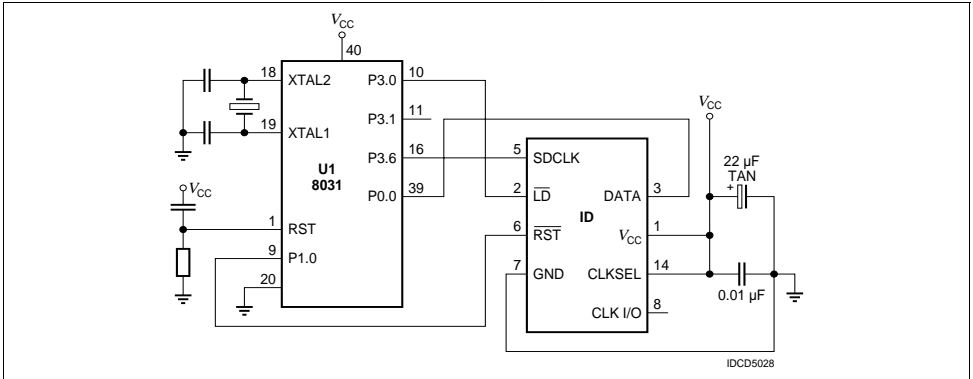 VCC
40
18 XTAL2 P3.0 10
P3.1 11
19 XTAL1
P3.6 16
U1
8031
P0.0 39
VCC
1 RST
9 P1.0
20
5 SDCLK
2 LD DATA 3
ID
6 RST VCC 1
7 GND CLKSEL 14
CLK I/O 8
VCC
22 µF
TAN
+
0.01 µF
IDCD5028